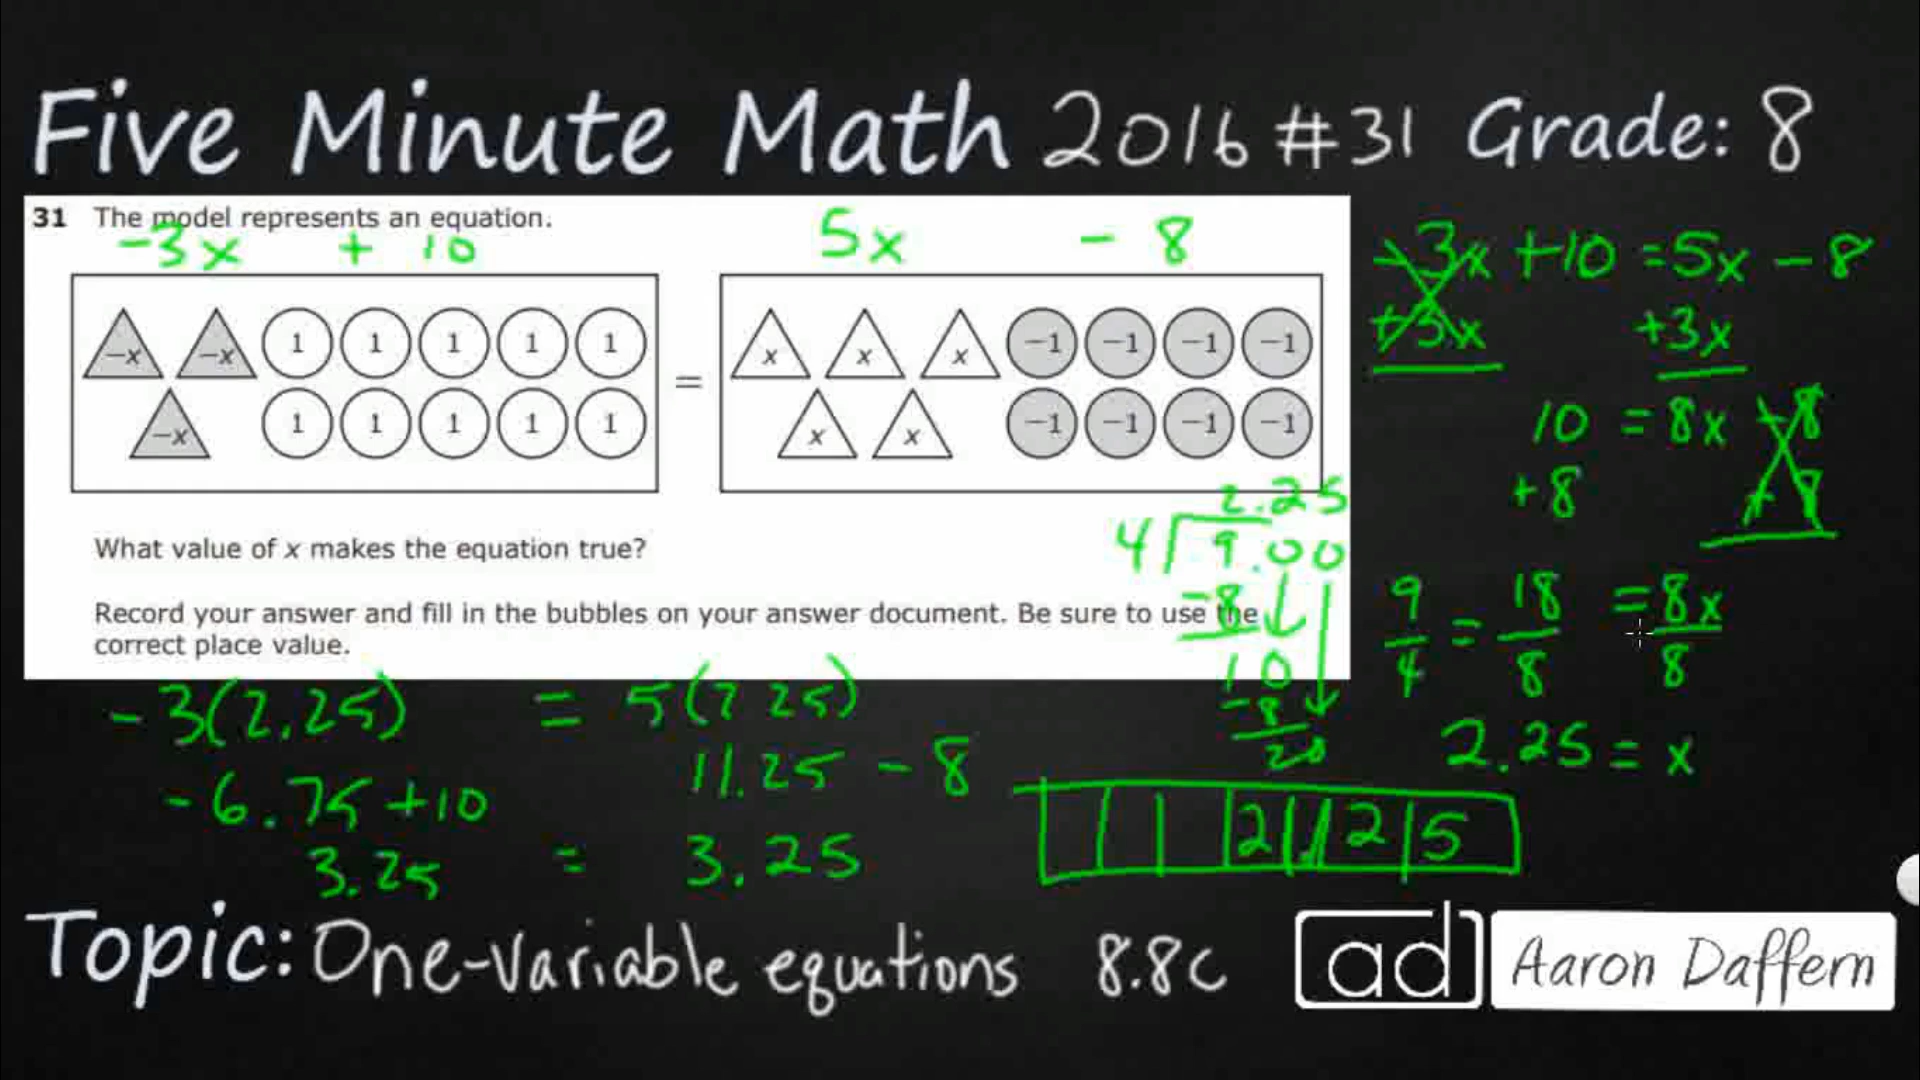 Five Minute Math 2016 #31 Grade: 8
31 The model represents an equation.
-3x + 10 5x - 8
-x -x 1 1 1 1 1 = x x x -1 -1 -1 -1
-x 1 1 1 1 1 x x -1 -1 -1 -1
What value of x makes the equation true?
Record your answer and fill in the bubbles on your answer document. Be sure to use the
correct place value.
-3x +10 = 5x - 8
+3x +3x
10 = 8x - 8
+8 + 8
9/4 = 18/8 = 8x/8
2.25 = x
2.25
4 9.00
-8
10
-8
20
-3(2.25) = 5(2.25)
-6.75 +10 11.25 - 8
3.25 = 3.25
2 . 2 5
Topic: One-variable equations 8.8c
ad Aaron Daffern